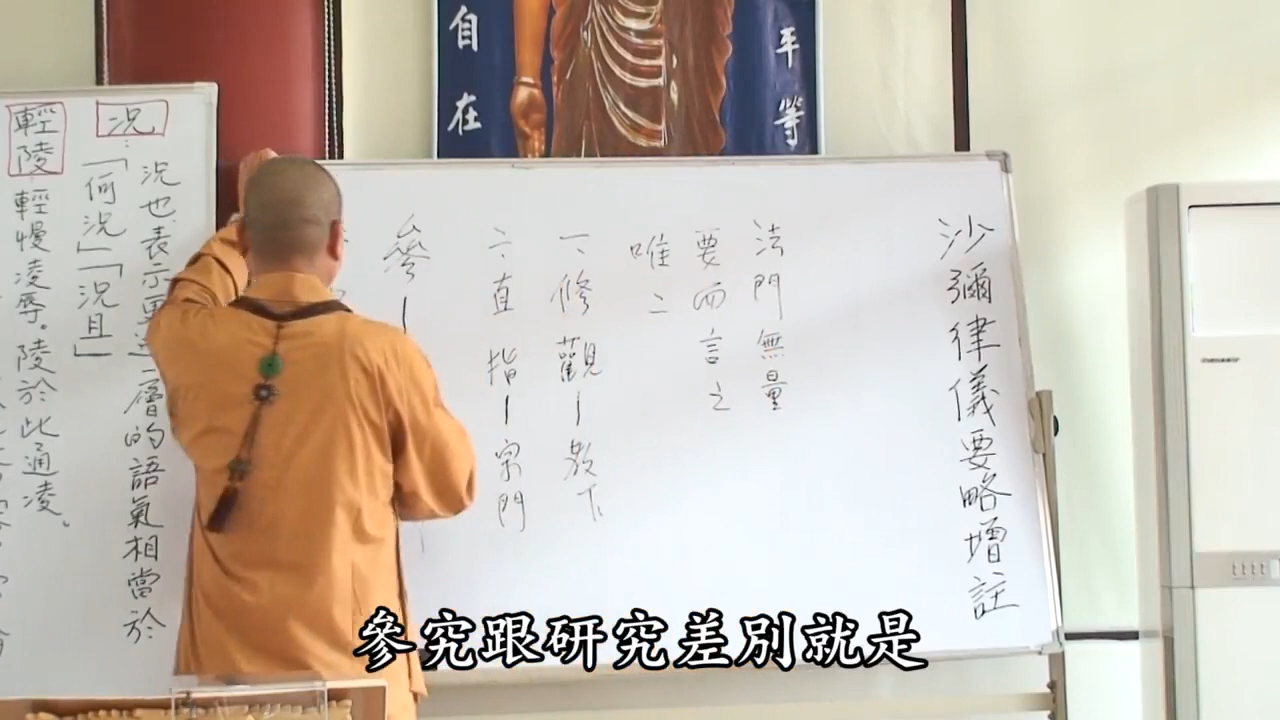 自在
平等
沙彌律儀要略增註
法門無量
要而言之
唯二
一、修觀－教下
二、直指－宗門
參－
況：
況也、表示更進一層的語氣相當於
「何況」「況且」
輕陵：輕慢凌辱。陵於此通凌。
參究跟研究差別就是